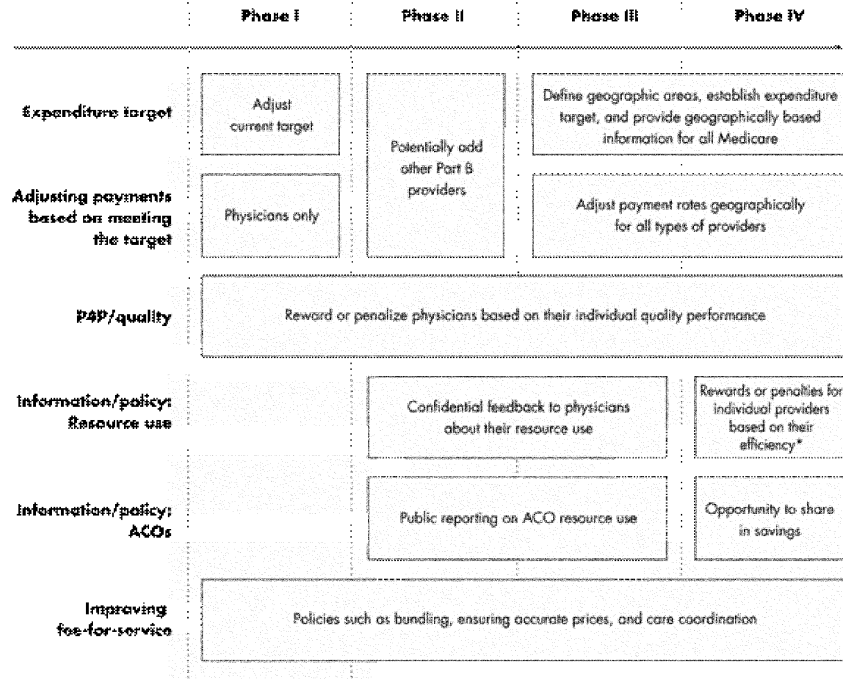 Phase I Phase II Phase III Phase IV
Expenditure target
Adjust
current target
Potentially add
other Part B
providers
Define geographic areas, establish expenditure
target, and provide geographically based
information for all Medicare
Adjusting payments
based on meeting
the target
Physicians only
Adjust payment rates geographically
for all types of providers
P4P/quality
Reward or penalize physicians based on their individual quality performance
Information/policy:
Resource use
Confidential feedback to physicians
about their resource use
Rewards or penalties for
individual providers
based on their
efficiency*
Information/policy:
ACOs
Public reporting on ACO resource use
Opportunity to share
in savings
Improving
fee-for-service
Policies such as bundling, ensuring accurate prices, and care coordination